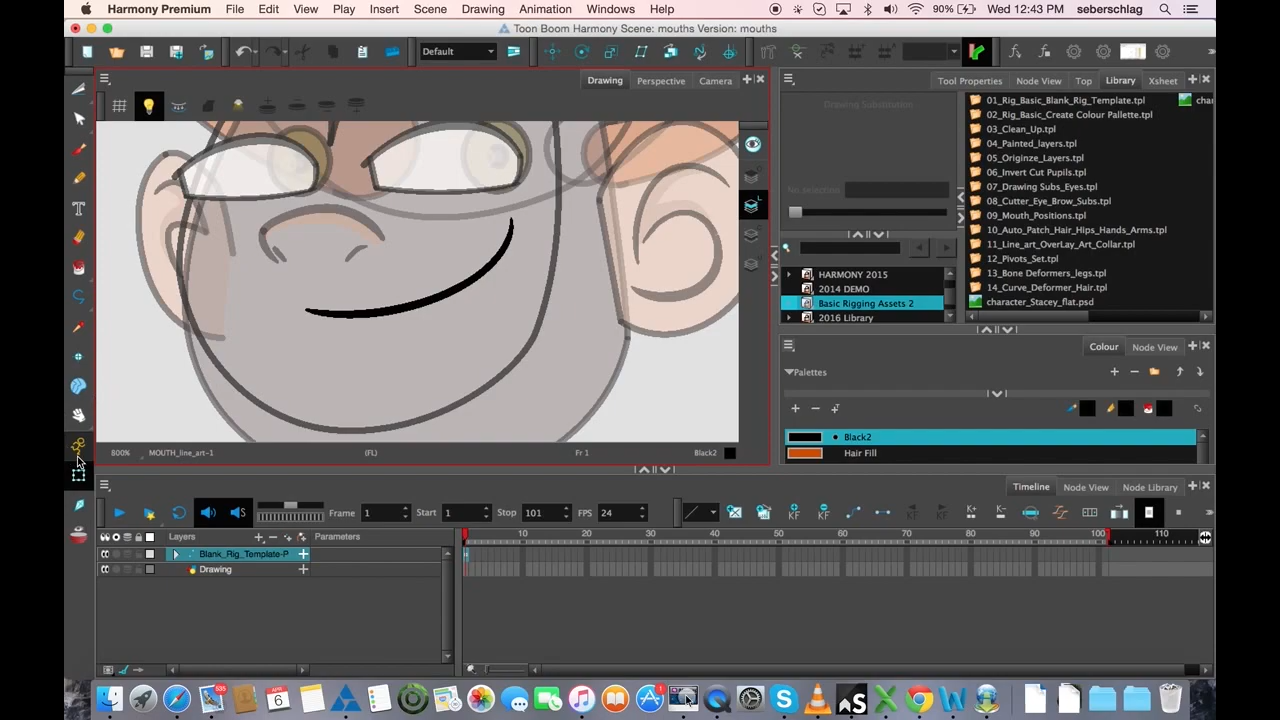 Harmony Premium File Edit View Play Insert Scene Drawing Animation Windows Help 90% Wed 12:43 PM seberschlag
Toon Boom Harmony Scene: mouths Version: mouths
Default
Drawing Perspective Camera
Tool Properties Node View Top Library Xsheet
Drawing Substitution
No selection
01_Rig_Basic_Blank_Rig_Template.tpl
02_Rig_Basic_Create Colour Pallette.tpl
03_Clean_Up.tpl
04_Painted_layers.tpl
05_Originze_Layers.tpl
06_Invert Cut Pupils.tpl
07_Drawing Subs_Eyes.tpl
08_Cutter_Eye_Brow_Subs.tpl
09_Mouth_Positions.tpl
10_Auto_Patch_Hair_Hips_Hands_Arms.tpl
11_Line_art_OverLay_Art_Collar.tpl
12_Pivots_Set.tpl
13_Bone Deformers_legs.tpl
14_Curve_Deformer_Hair.tpl
character_Stacey_flat.psd
HARMONY 2015
2014 DEMO
Basic Rigging Assets 2
2016 Library
Colour Node View
Palettes
Black2
Hair Fill
800% MOUTH_line_art-1 (FL) Fr 1 Black2
Timeline Node View Node Library
Frame 1 Start 1 Stop 101 FPS 24
Layers Parameters
10 20 30 40 50 60 70 80 90 100 110
Blank_Rig_Template-P
Drawing